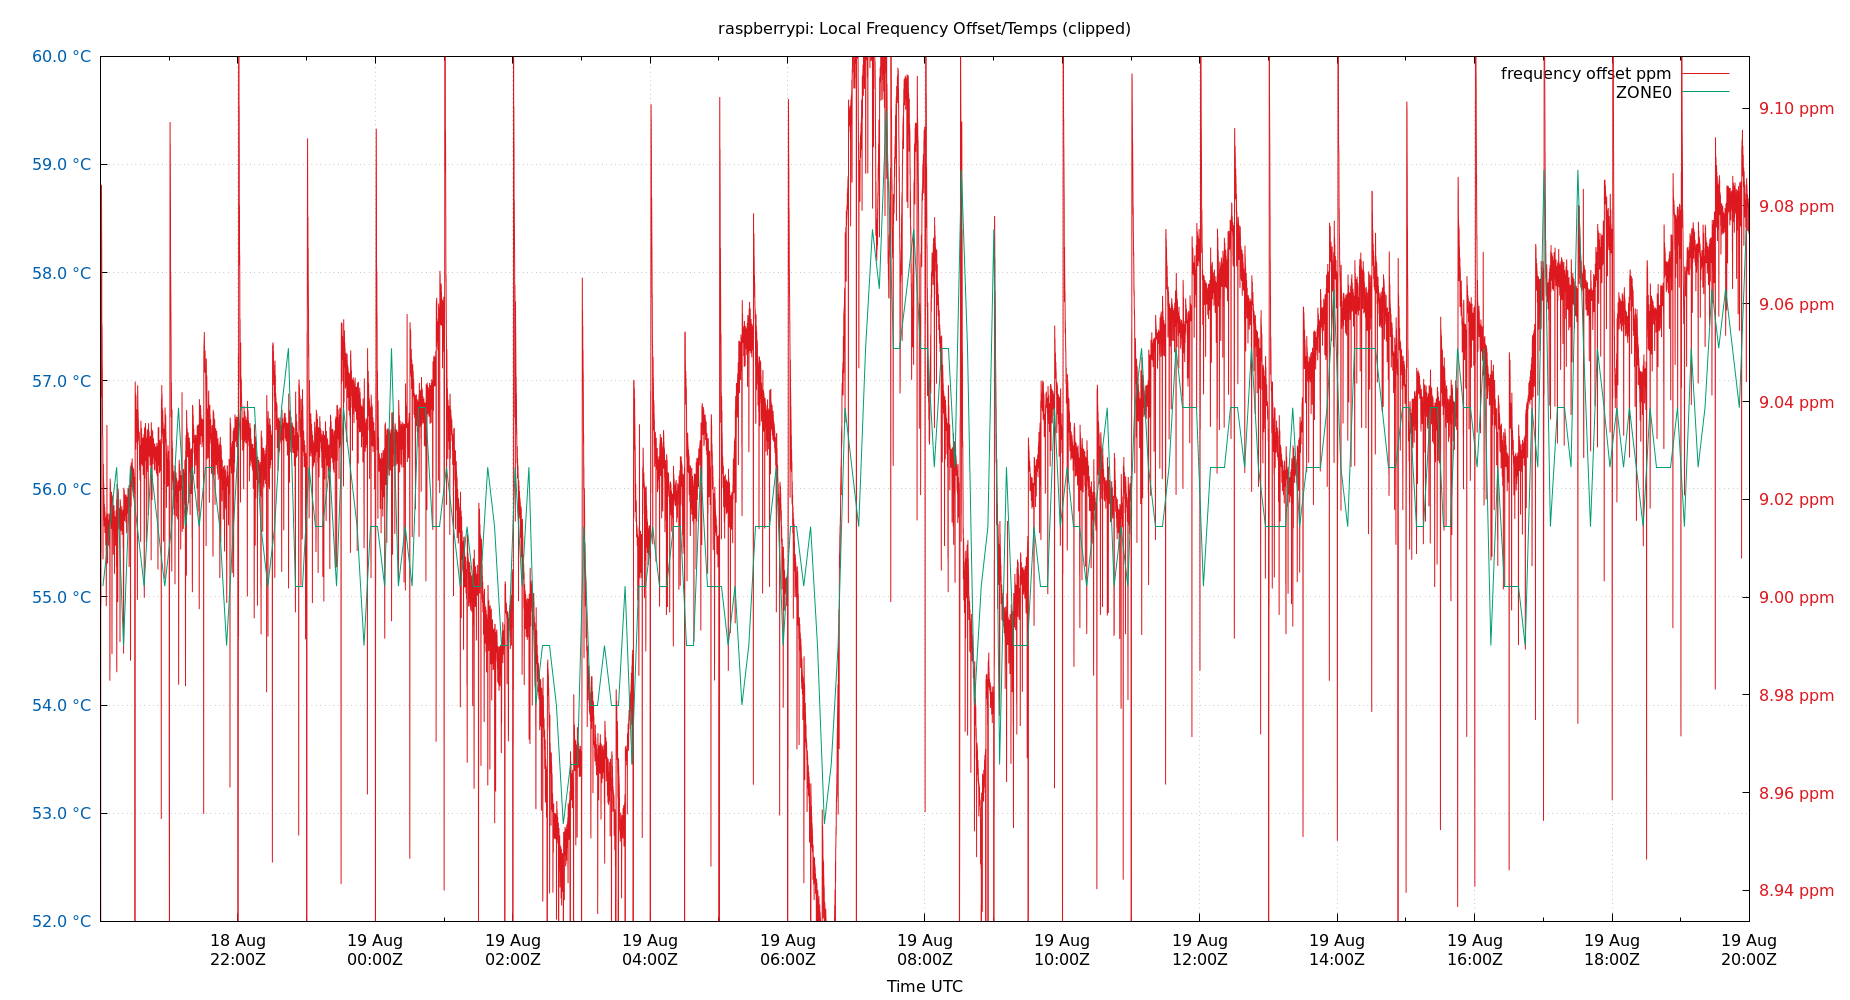 raspberrypi: Local Frequency Offset/Temps (clipped)
60.0 °C
59.0 °C
58.0 °C
57.0 °C
56.0 °C
55.0 °C
54.0 °C
53.0 °C
52.0 °C
frequency offset ppm
ZONE0
9.10 ppm
9.08 ppm
9.06 ppm
9.04 ppm
9.02 ppm
9.00 ppm
8.98 ppm
8.96 ppm
8.94 ppm
18 Aug 19 Aug 19 Aug 19 Aug 19 Aug 19 Aug 19 Aug 19 Aug 19 Aug 19 Aug 19 Aug 19 Aug
22:00Z 00:00Z 02:00Z 04:00Z 06:00Z 08:00Z 10:00Z 12:00Z 14:00Z 16:00Z 18:00Z 20:00Z
Time UTC